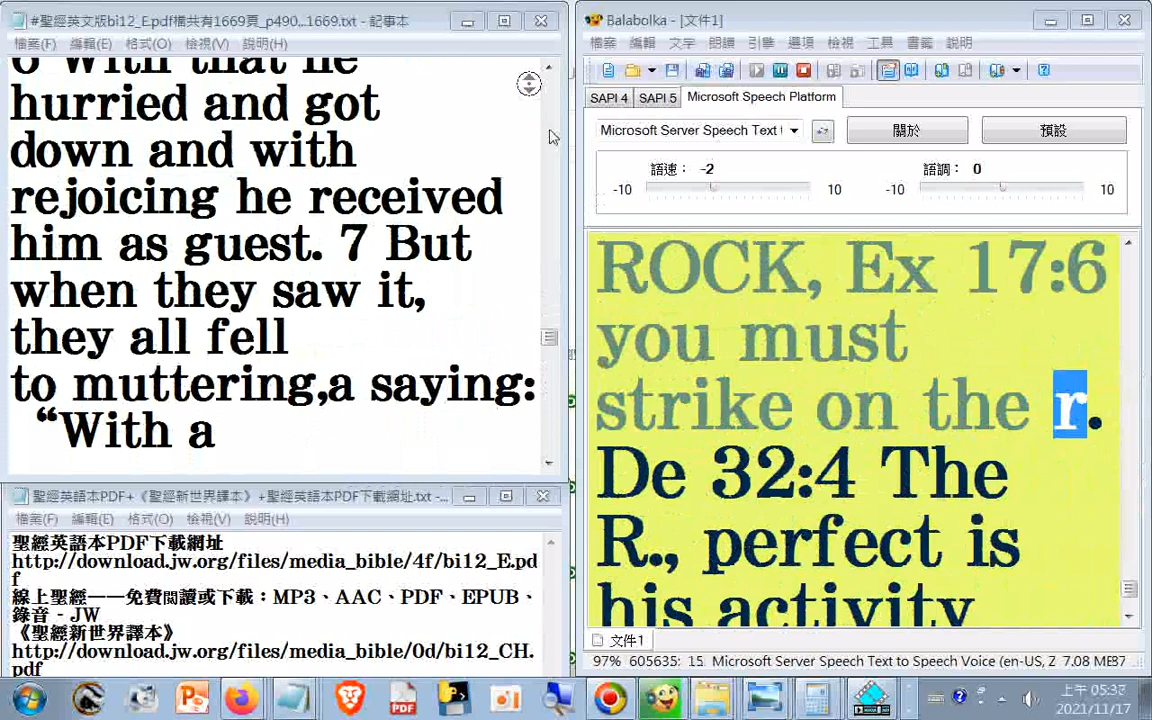 #聖經英文版bi12_E.pdf橫共有1669頁_p490,..1669.txt - 記事本
檔案(F) 編輯(E) 格式(O) 檢視(V) 說明(H)
6 With that he
hurried and got
down and with
rejoicing he received
him as guest. 7 But
when they saw it,
they all fell
to muttering,a saying:
“With a
聖經英語本PDF+《聖經新世界譯本》+聖經英語本PDF下載網址.txt -...
檔案(F) 編輯(E) 格式(O) 檢視(V) 說明(H)
聖經英語本PDF下載網址
http://download.jw.org/files/media_bible/4f/bi12_E.pd
f
線上聖經——免費閱讀或下載：MP3、AAC、PDF、EPUB、
錄音 - JW
《聖經新世界譯本》
http://download.jw.org/files/media_bible/0d/bi12_CH.
pdf
Balabolka - [文件1]
檔案 編輯 文字 朗讀 引擎 選項 檢視 工具 書籤 說明
SAPI 4 SAPI 5 Microsoft Speech Platform
Microsoft Server Speech Text 關於 預設
語速： -2 語調： 0
-10 10 -10 10
ROCK, Ex 17:6
you must
strike on the r.
De 32:4 The
R., perfect is
his activity
文件1
97% 605635: 15 Microsoft Server Speech Text to Speech Voice (en-US, Z 7.08 MB
上午 05:37
2021/11/17